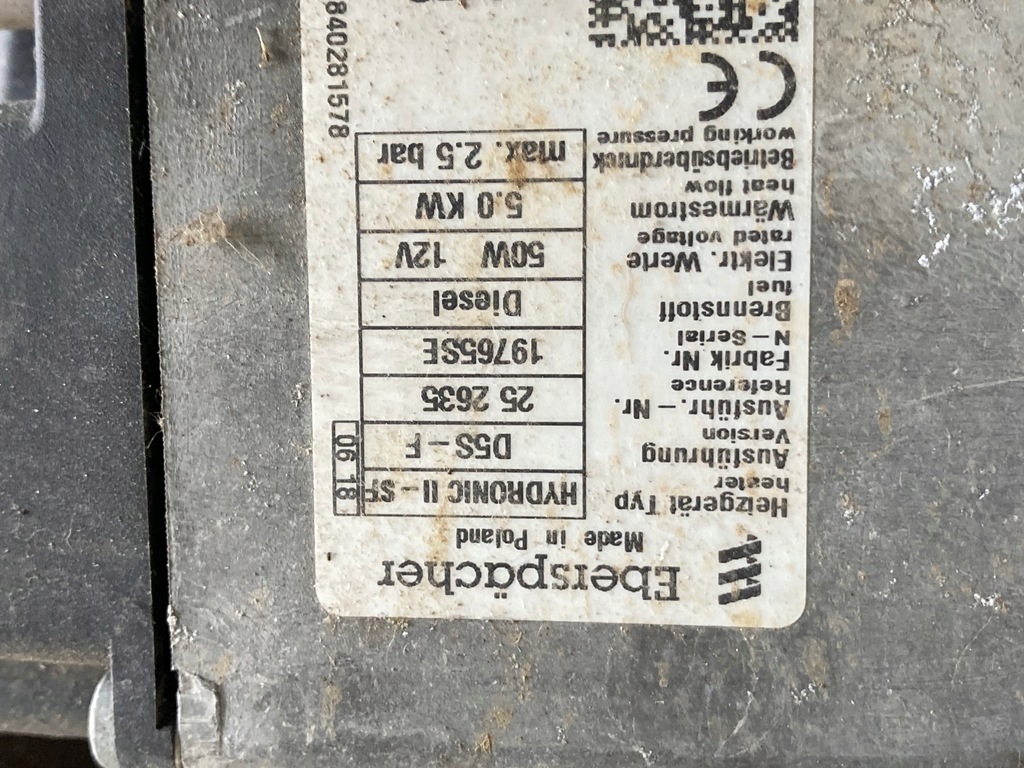 Eberspächer
Made in Poland
Heizgerät Typ
heater
HYDRONIC II – SF
06 18
Ausführung
Version
D5S – F
Ausführ. – Nr.
Reference
25 2635
Fabrik Nr.
N – Serial
19765SE
Brennstoff
fuel
Diesel
Elektr. Werte
rated voltage
50W 12V
Wärmestrom
heat flow
5.0 KW
Betriebsüberdruck
working pressure
max. 2.5 bar
CE
840281578